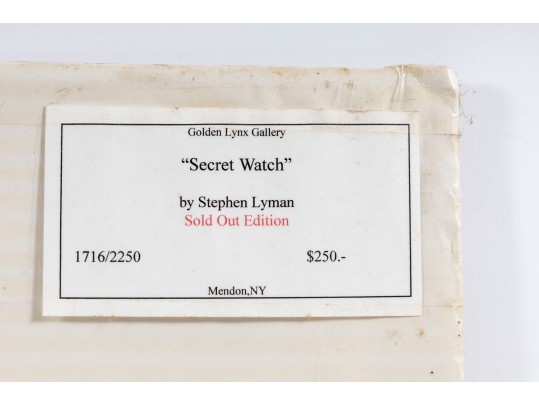 Golden Lynx Gallery
“Secret Watch”
by Stephen Lyman
Sold Out Edition
1716/2250 $250.-
Mendon,NY